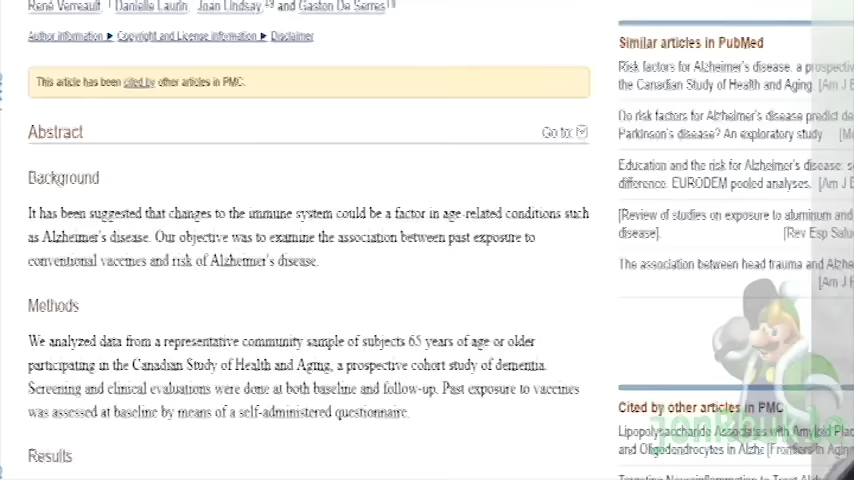 René Verreault, Danielle Laurin, Joan Lindsay, and Gaston De Serres
Author information ▶ Copyright and License information ▶ Disclaimer
This article has been cited by other articles in PMC.
Abstract
Go to:
Background
It has been suggested that changes to the immune system could be a factor in age-related conditions such
as Alzheimer's disease. Our objective was to examine the association between past exposure to
conventional vaccines and risk of Alzheimer's disease.
Methods
We analyzed data from a representative community sample of subjects 65 years of age or older
participating in the Canadian Study of Health and Aging, a prospective cohort study of dementia.
Screening and clinical evaluations were done at both baseline and follow-up. Past exposure to vaccines
was assessed at baseline by means of a self-administered questionnaire.
Results
Similar articles in PubMed
Risk factors for Alzheimer's disease: a prospecti
the Canadian Study of Health and Aging. [Am J E
Do risk factors for Alzheimer's disease predict de
Parkinson's disease? An exploratory study. [Mo
Education and the risk for Alzheimer's disease: s
difference. EURODEM pooled analyses. [Am J E
[Review of studies on exposure to aluminum and
disease]. [Rev Esp Salu
The association between head trauma and Alzhe
[Am J E
Cited by other articles in PMC
Lipopolysaccharide Associates with Amyloid Plac
and Oligodendrocytes in Alzhe [Frontiers in Aging
Targeting Neuroinflammation to Treat Alzh